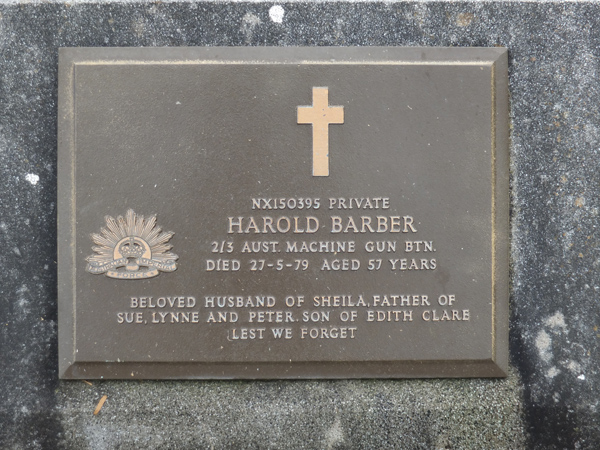 NX150395 PRIVATE
HAROLD BARBER
2/3 AUST. MACHINE GUN BTN.
DIED 27-5-79 AGED 57 YEARS
BELOVED HUSBAND OF SHEILA, FATHER OF
SUE, LYNNE AND PETER. SON OF EDITH CLARE
LEST WE FORGET